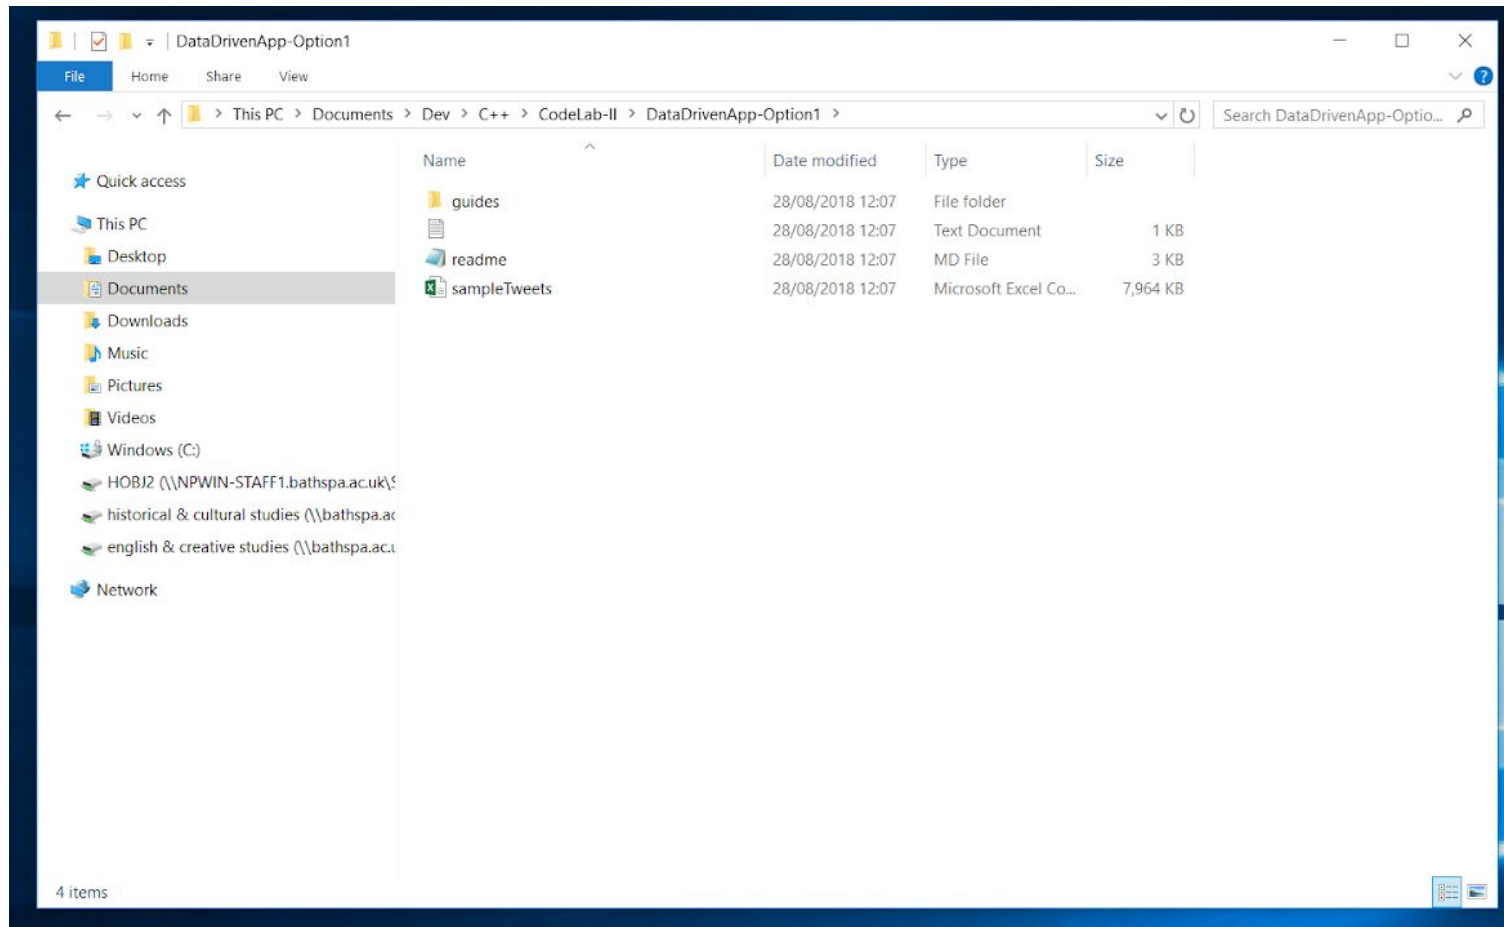 DataDrivenApp-Option1
File Home Share View
This PC > Documents > Dev > C++ > CodeLab-II > DataDrivenApp-Option1 >
Search DataDrivenApp-Optio...
Name Date modified Type Size
Quick access
This PC
Desktop
Documents
Downloads
Music
Pictures
Videos
Windows (C:)
HOBJ2 (\\NPWIN-STAFF1.bathspa.ac.uk\S
historical & cultural studies (\\bathspa.ac
english & creative studies (\\bathspa.ac.u
Network
guides 28/08/2018 12:07 File folder
28/08/2018 12:07 Text Document 1 KB
readme 28/08/2018 12:07 MD File 3 KB
sampleTweets 28/08/2018 12:07 Microsoft Excel Co... 7,964 KB
4 items